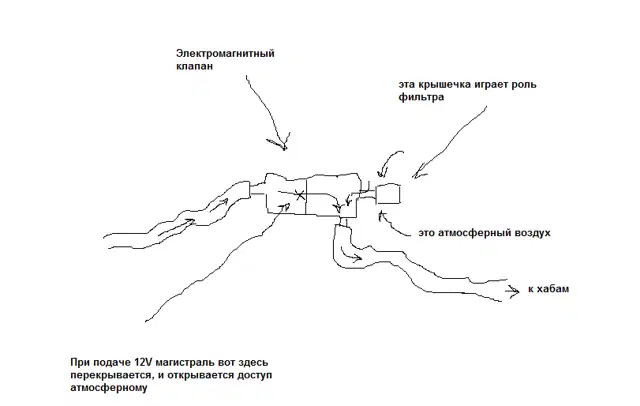 Электромагнитный
клапан
эта крышечка играет роль
фильтра
это атмосферный воздух
к хабам
При подаче 12V магистраль вот здесь
перекрывается, и открывается доступ
атмосферному